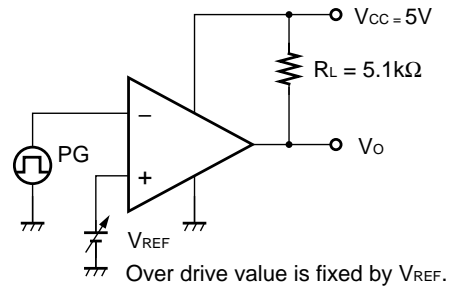 VCC = 5V
RL = 5.1kΩ
−
PG
VO
+
VREF
Over drive value is fixed by VREF.